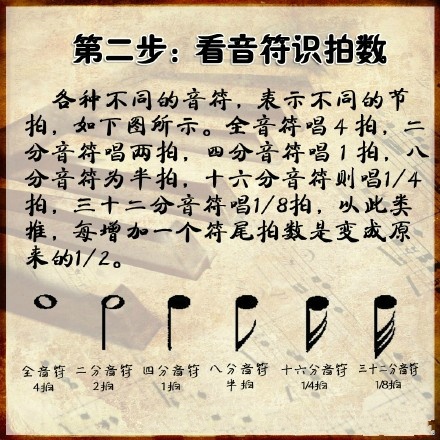 第二步：看音符识拍数
各种不同的音符，表示不同的节
拍，如下图所示。全音符唱4拍，二
分音符唱两拍，四分音符唱1拍，八
分音符为半拍，十六分音符则唱1/4
拍，三十二分音符唱1/8拍，以此类
推，每增加一个符尾拍数是变成原
来的1/2。
全音符 二分音符 四分音符 八分音符 十六分音符 三十二分音符
4拍 2拍 1拍 半拍 1/4拍 1/8拍